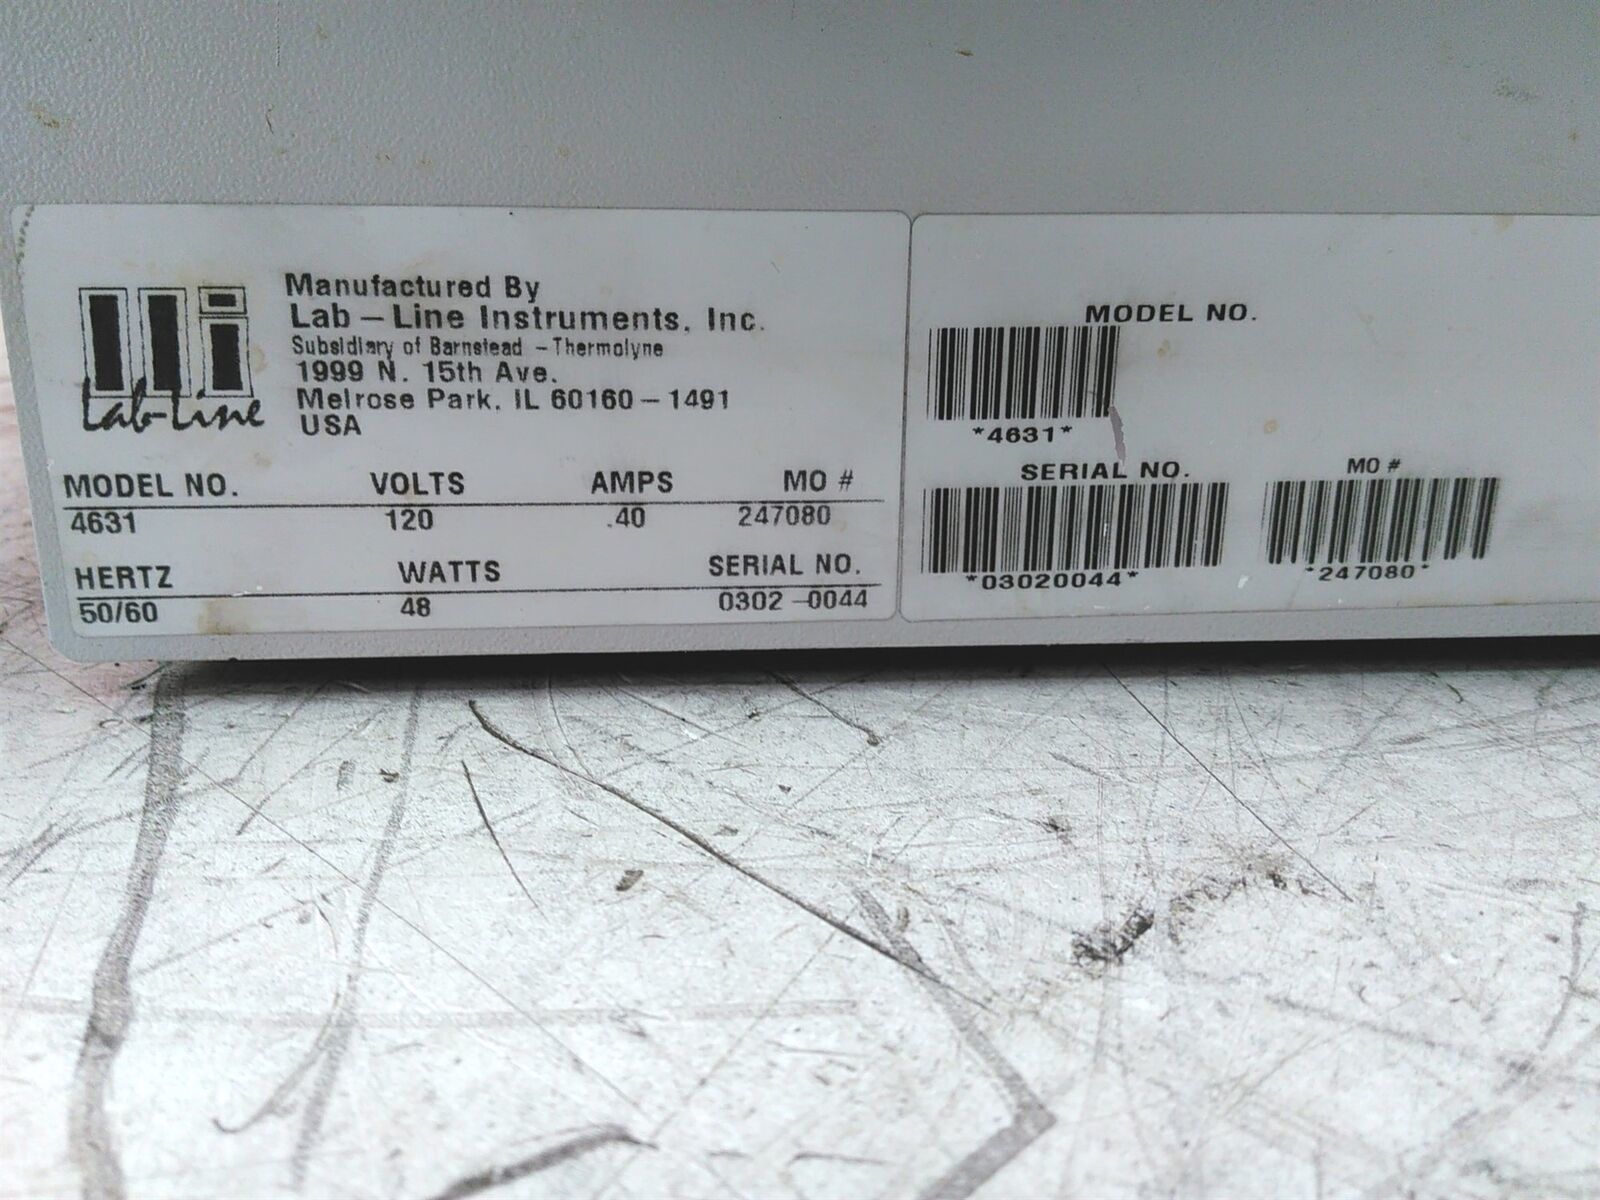 Lab-Line
Manufactured By
Lab-Line Instruments, Inc.
Subsidiary of Barnstead-Thermolyne
1999 N. 15th Ave.
Melrose Park, IL 60160-1491
USA
MODEL NO. VOLTS AMPS MO #
4631 120 .40 247080
HERTZ WATTS SERIAL NO.
50/60 48 0302-0044
MODEL NO.
*4631*
SERIAL NO. MO #
*03020044* *247080*